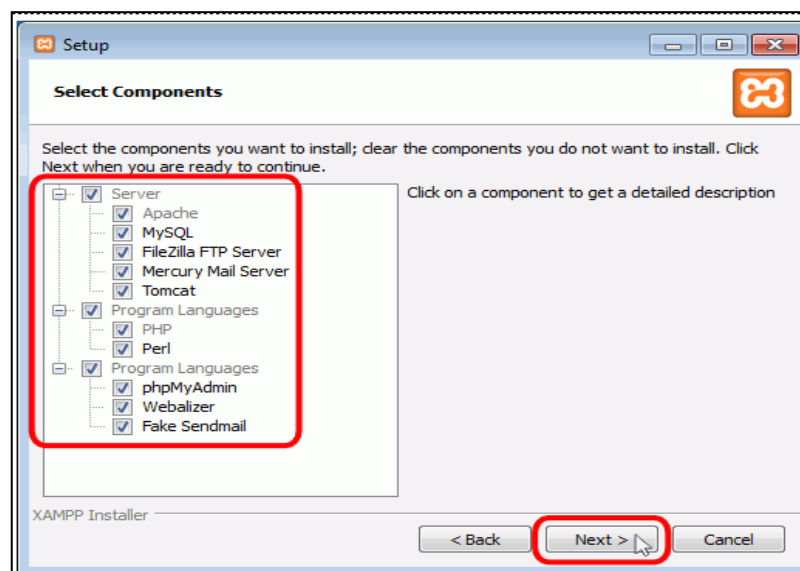 Setup
Select Components
Select the components you want to install; clear the components you do not want to install. Click
Next when you are ready to continue.
Server
Apache
MySQL
FileZilla FTP Server
Mercury Mail Server
Tomcat
Program Languages
PHP
Perl
Program Languages
phpMyAdmin
Webalizer
Fake Sendmail
Click on a component to get a detailed description
XAMPP Installer
< Back
Next >
Cancel